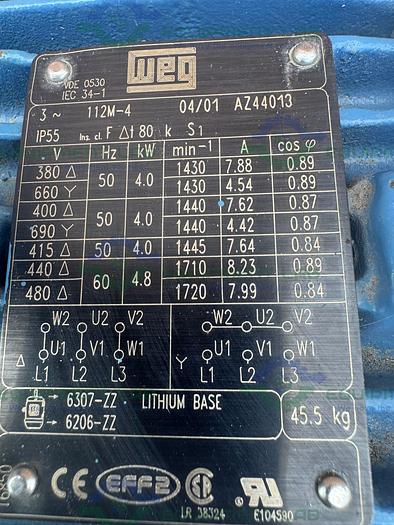 WEG
VDE 0530
IEC 34-1
3 ~ 112M-4 04/01 AZ44013
IP55 Ins. cl. F Δt 80 k S1
V Hz kW min⁻¹ A cos φ
380 Δ 50 4.0 1430 7.88 0.89
660 Y 1430 4.54 0.89
400 Δ 50 4.0 1440 7.62 0.87
690 Y 1440 4.42 0.87
415 Δ 50 4.0 1445 7.64 0.84
440 Δ 60 4.8 1710 8.23 0.89
480 Δ 1720 7.99 0.84
W2 U2 V2 W2 U2 V2
Δ U1 V1 W1 Y U1 V1 W1
L1 L2 L3 L1 L2 L3
6307-ZZ LITHIUM BASE
6206-ZZ
45.5 kg
CE EFF2 LR 38324 E104590